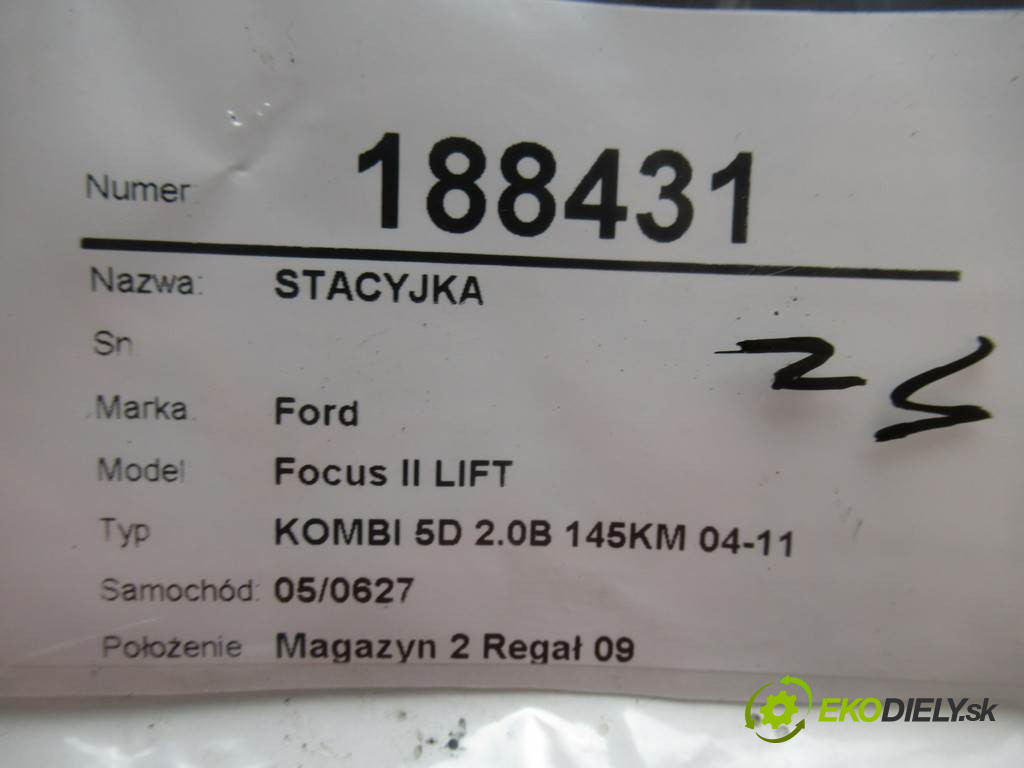 Numer 188431
Nazwa: STACYJKA
Sn
Marka Ford
Model Focus II LIFT
Typ KOMBI 5D 2.0B 145KM 04-11
Samochód: 05/0627
Położenie Magazyn 2 Regał 09
EKODIELY.sk